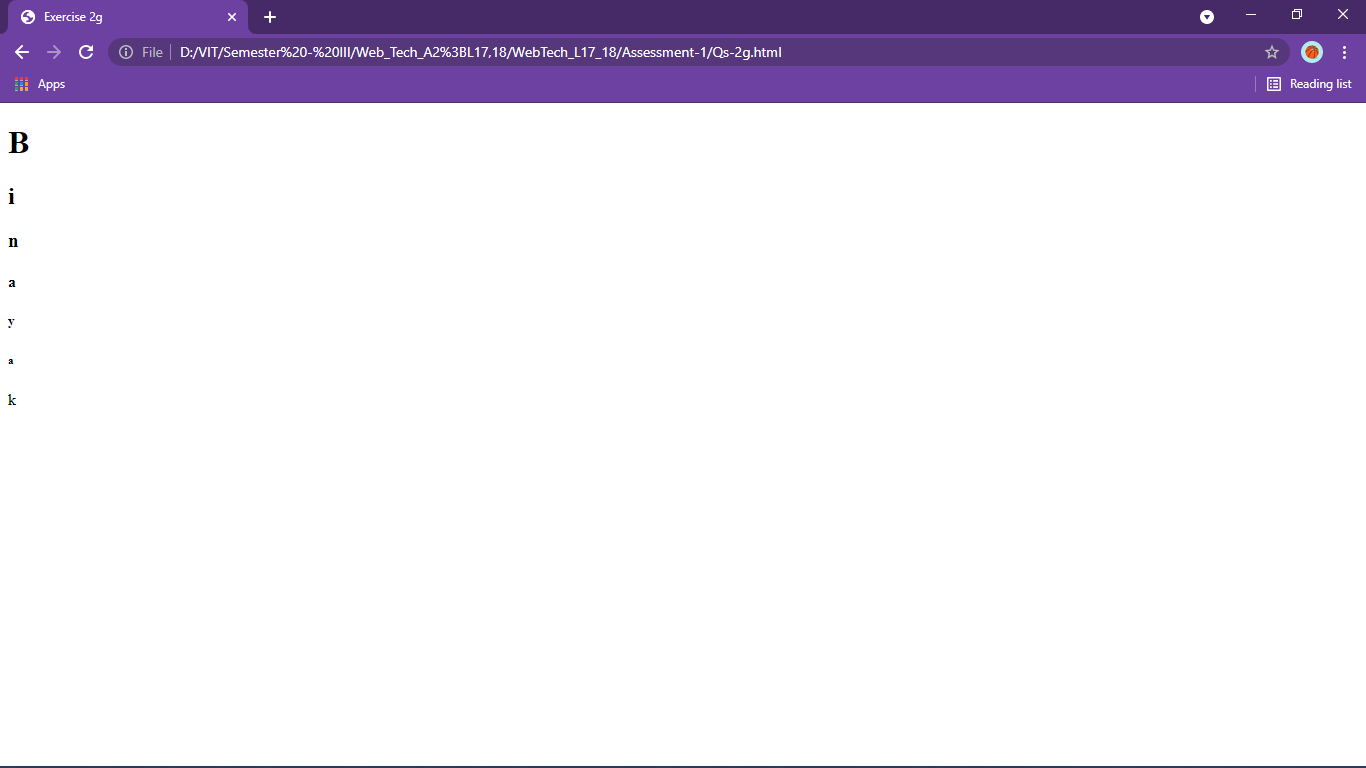 Exercise 2g
File D:/VIT/Semester%20-%20III/Web_Tech_A2%3BL17,18/WebTech_L17_18/Assessment-1/Qs-2g.html
Apps Reading list
B
i
n
a
y
a
k